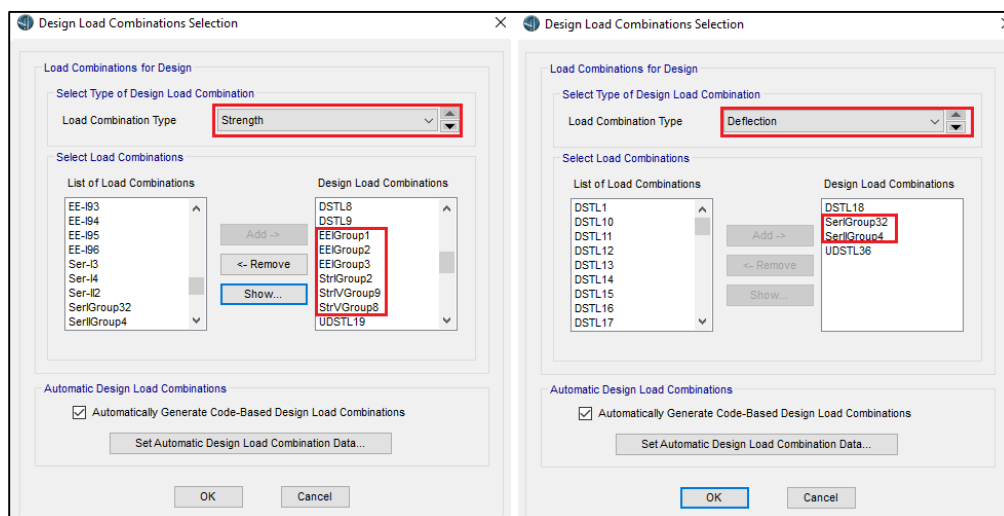 Design Load Combinations Selection
Load Combinations for Design
Select Type of Design Load Combination
Load Combination Type
Strength
Select Load Combinations
List of Load Combinations
EE-I93
EE-I94
EE-I95
EE-I96
Ser-I3
Ser-I4
Ser-II2
SerIGroup32
SerIIGroup4
Add ->
<- Remove
Show...
Design Load Combinations
DSTL8
DSTL9
EEIGroup1
EEIGroup2
EEIGroup3
StrIGroup2
StrIVGroup9
StrVGroup8
UDSTL19
Automatic Design Load Combinations
Automatically Generate Code-Based Design Load Combinations
Set Automatic Design Load Combination Data...
OK
Cancel
Design Load Combinations Selection
Load Combinations for Design
Select Type of Design Load Combination
Load Combination Type
Deflection
Select Load Combinations
List of Load Combinations
DSTL1
DSTL10
DSTL11
DSTL12
DSTL13
DSTL14
DSTL15
DSTL16
DSTL17
Add ->
<- Remove
Show...
Design Load Combinations
DSTL18
SerIGroup32
SerIIGroup4
UDSTL36
Automatic Design Load Combinations
Automatically Generate Code-Based Design Load Combinations
Set Automatic Design Load Combination Data...
OK
Cancel